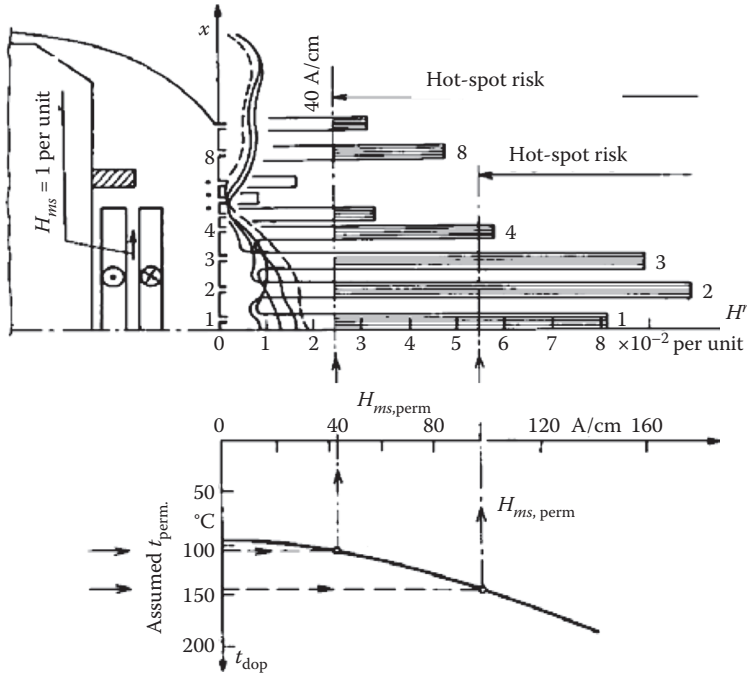 x
40 A/cm
Hot-spot risk
8
8
Hot-spot risk
H_ms = 1 per unit
4
4
3
3
2
2
1
1
H^r
0 1 2 3 4 5 6 7 8 ×10⁻² per unit
H_ms,perm
0 40 80 120 A/cm 160
50
°C
H_ms, perm
Assumed t_perm.
100
150
200
t_dop